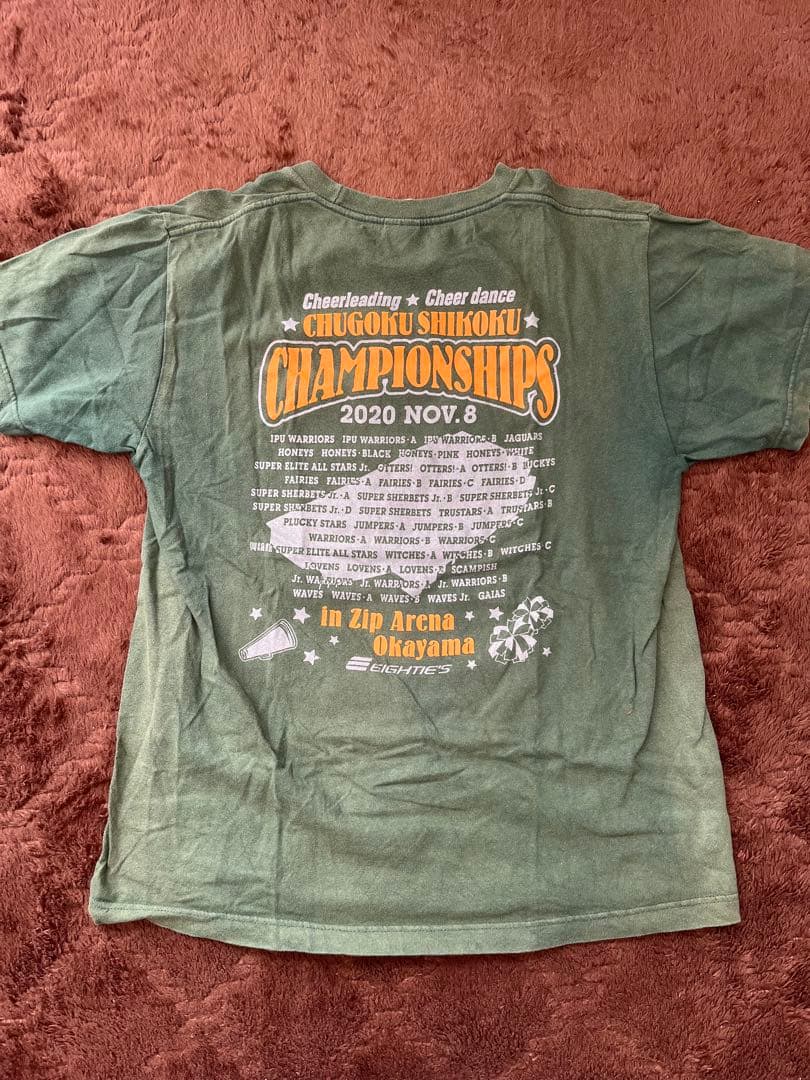 Cheerleading ★ Cheer dance
★ CHUGOKU SHIKOKU ★
CHAMPIONSHIPS
2020 NOV. 8
IPU WARRIORS IPU WARRIORS·A IPU WARRIORS·B JAGUARS
HONEYS HONEYS·BLACK HONEYS·PINK HONEYS·WHITE
SUPER ELITE ALL STARS Jr. OTTERS! OTTERS!·A OTTERS!·B DUCKYS
FAIRIES FAIRIES·A FAIRIES·B FAIRIES·C FAIRIES·D
SUPER SHERBETS Jr.·A SUPER SHERBETS Jr.·B SUPER SHERBETS Jr.·C
SUPER SHERBETS Jr.·D SUPER SHERBETS TRUSTARS·A TRUSTARS·B
PLUCKY STARS JUMPERS·A JUMPERS·B JUMPERS·C
WARRIORS·A WARRIORS·B WARRIORS·C
SUPER ELITE ALL STARS WITCHES·A WITCHES·B WITCHES·C
LOVENS LOVENS·A LOVENS·B SCAMPISH
Jr. WARRIORS Jr. WARRIORS·A Jr. WARRIORS·B
WAVES WAVES·A WAVES·B WAVES Jr. GAIAS
in Zip Arena
Okayama
EIGHTIE'S